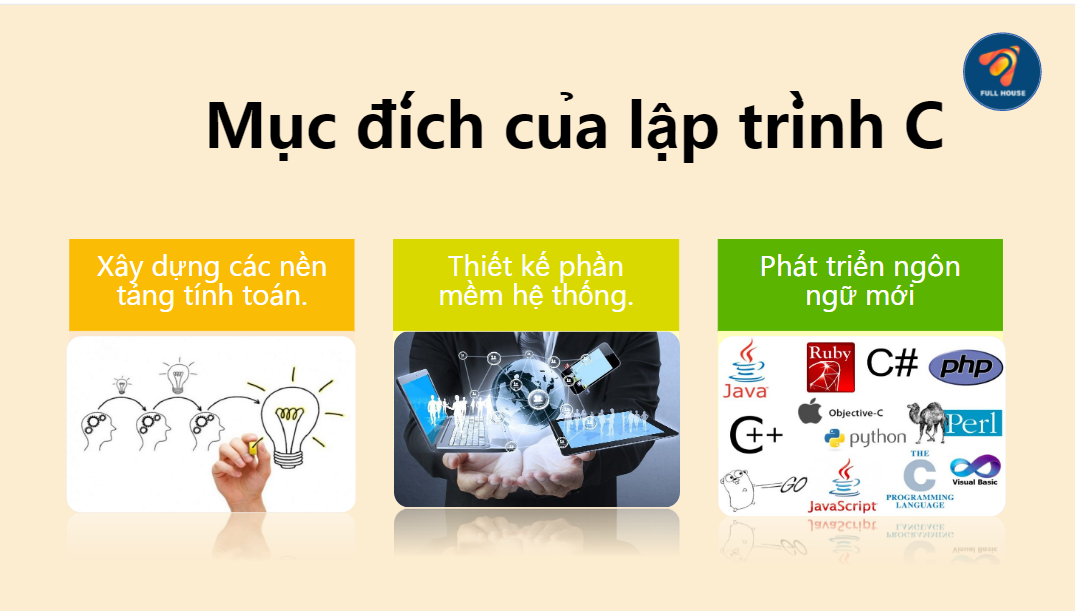 FULL HOUSE
Mục đích của lập trình C
Xây dựng các nền
tảng tính toán.
Thiết kế phần
mềm hệ thống.
Phát triển ngôn
ngữ mới
Java
Ruby
C#
php
C++
Objective-C
python
Perl
GO
JavaScript
THE
C
PROGRAMMING
LANGUAGE
Visual Basic